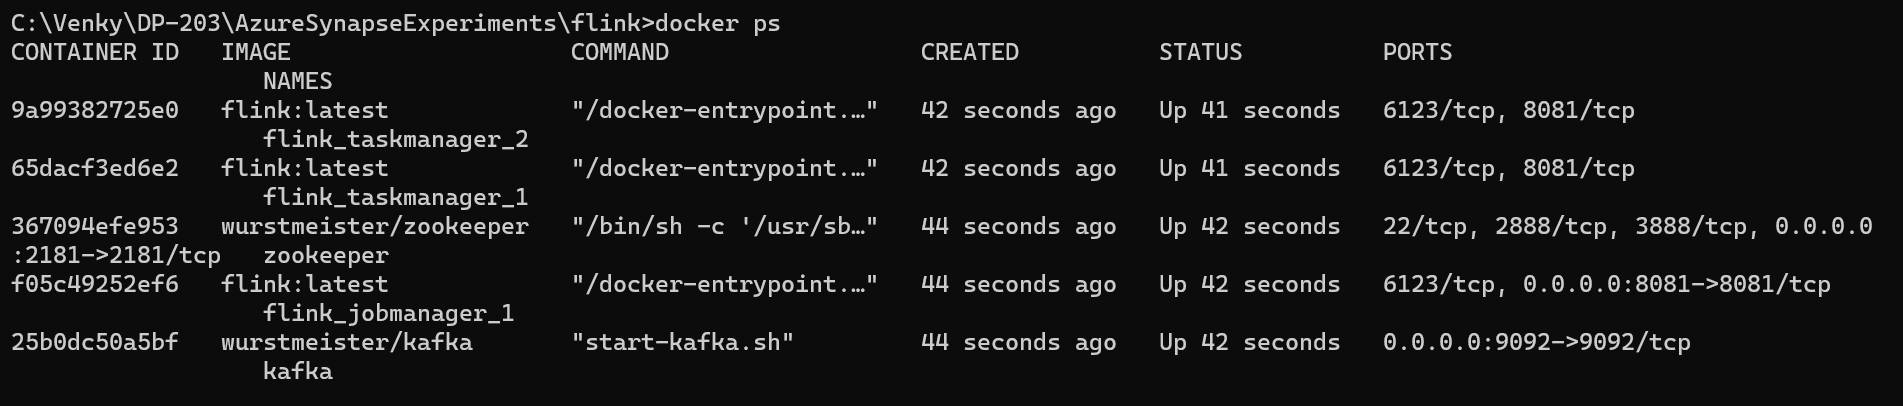 C:\Venky\DP-203\AzureSynapseExperiments\flink>docker ps
CONTAINER ID   IMAGE                    COMMAND                  CREATED          STATUS          PORTS
                  NAMES
9a99382725e0   flink:latest             "/docker-entrypoint.…"   42 seconds ago   Up 41 seconds   6123/tcp, 8081/tcp
                  flink_taskmanager_2
65dacf3ed6e2   flink:latest             "/docker-entrypoint.…"   42 seconds ago   Up 41 seconds   6123/tcp, 8081/tcp
                  flink_taskmanager_1
367094efe953   wurstmeister/zookeeper   "/bin/sh -c '/usr/sb…"   44 seconds ago   Up 42 seconds   22/tcp, 2888/tcp, 3888/tcp, 0.0.0.0
:2181->2181/tcp   zookeeper
f05c49252ef6   flink:latest             "/docker-entrypoint.…"   44 seconds ago   Up 42 seconds   6123/tcp, 0.0.0.0:8081->8081/tcp
                  flink_jobmanager_1
25b0dc50a5bf   wurstmeister/kafka       "start-kafka.sh"         44 seconds ago   Up 42 seconds   0.0.0.0:9092->9092/tcp
                  kafka